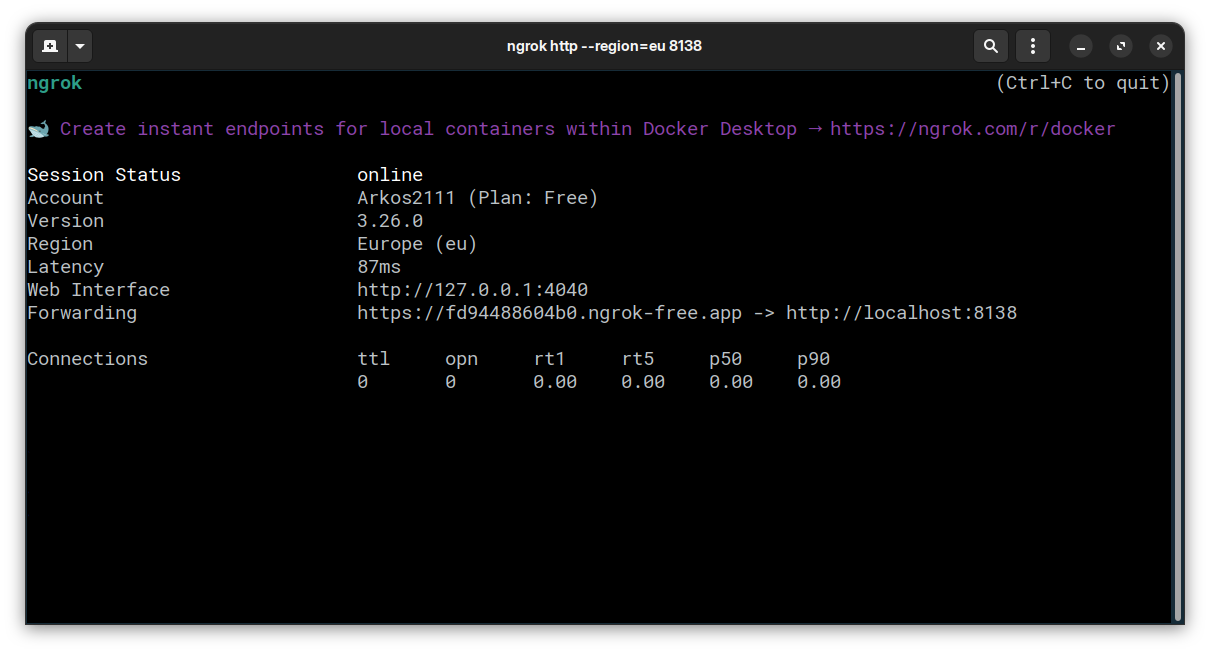 ngrok http --region=eu 8138
ngrok (Ctrl+C to quit)
🐋 Create instant endpoints for local containers within Docker Desktop → https://ngrok.com/r/docker
Session Status online
Account Arkos2111 (Plan: Free)
Version 3.26.0
Region Europe (eu)
Latency 87ms
Web Interface http://127.0.0.1:4040
Forwarding https://fd94488604b0.ngrok-free.app -> http://localhost:8138
Connections ttl opn rt1 rt5 p50 p90
0 0 0.00 0.00 0.00 0.00